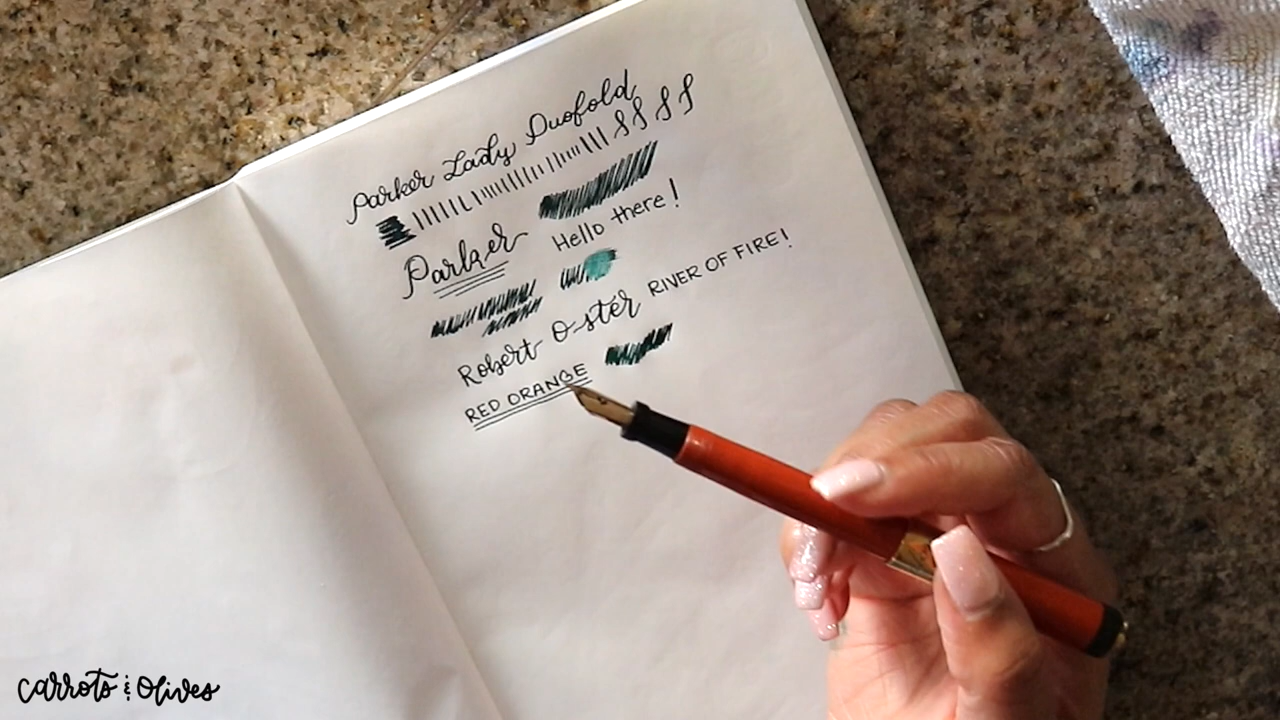 Parker Lady Duofold
Parker
Hello there!
Robert Oster RIVER OF FIRE!
RED ORANGE
Carrots & Olives